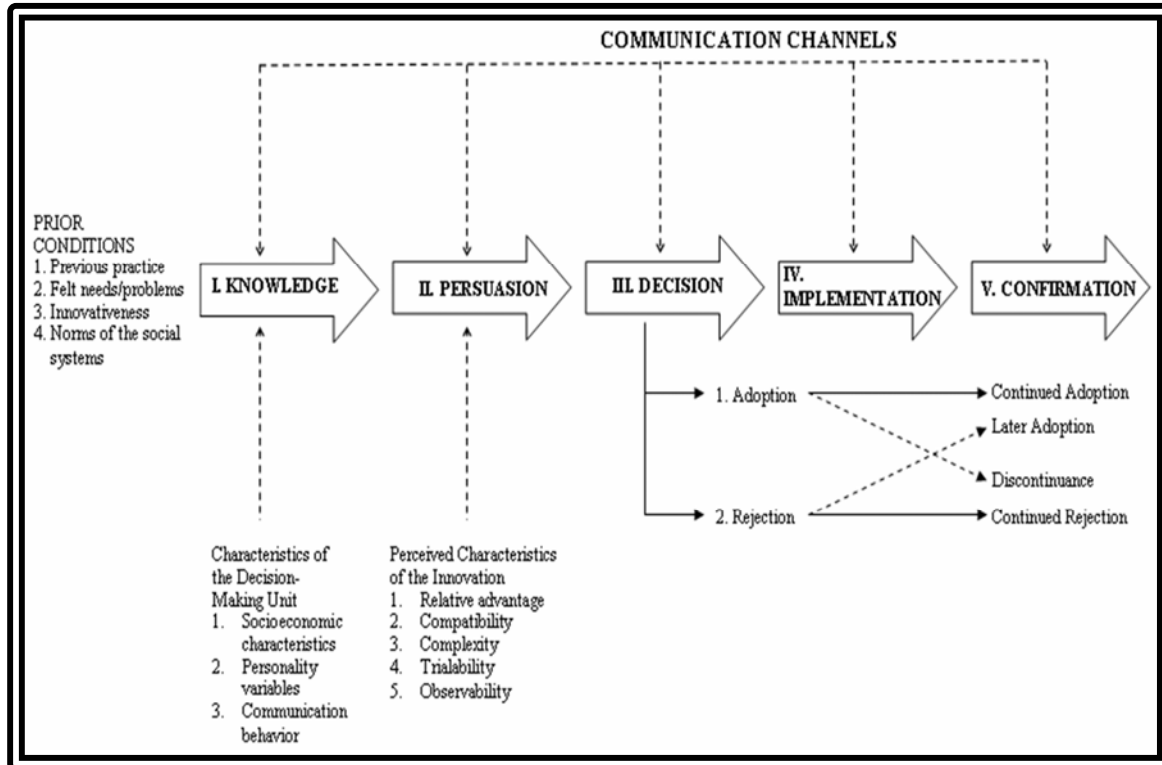 COMMUNICATION CHANNELS
PRIOR
CONDITIONS
1. Previous practice
2. Felt needs/problems
3. Innovativeness
4. Norms of the social
systems
I. KNOWLEDGE
II. PERSUASION
III. DECISION
IV.
IMPLEMENTATION
V. CONFIRMATION
1. Adoption
Continued Adoption
Later Adoption
Discontinuance
2. Rejection
Continued Rejection
Characteristics of
the Decision-
Making Unit
1. Socioeconomic
characteristics
2. Personality
variables
3. Communication
behavior
Perceived Characteristics
of the Innovation
1. Relative advantage
2. Compatibility
3. Complexity
4. Trialability
5. Observability